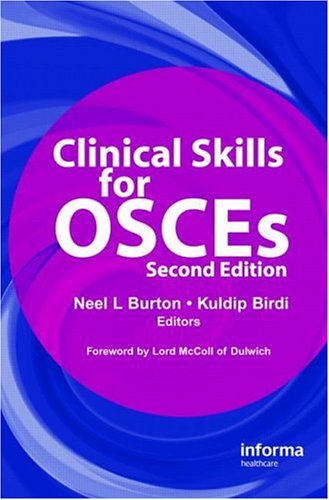 Clinical Skills
for
OSCEs
Second Edition
Neel L Burton • Kuldip Birdi
Editors
Foreword by Lord McColl of Dulwich
informa
healthcare